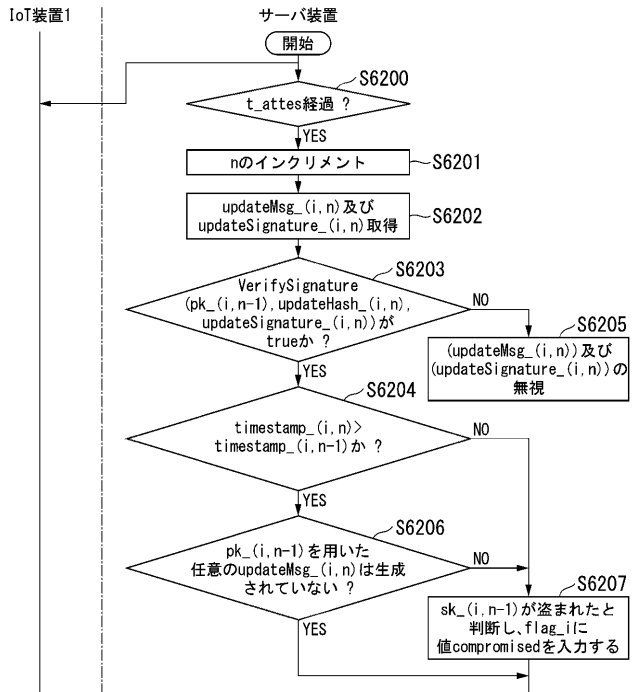 IoT装置1
サーバ装置
開始
S6200
t_attes経過 ?
YES
nのインクリメント
S6201
updateMsg_(i,n)及び
updateSignature_(i,n)取得
S6202
S6203
VerifySignature
(pk_(i,n-1),updateHash_(i,n),
updateSignature_(i,n))が
trueか ?
NO
YES
S6205
(updateMsg_(i,n))及び
(updateSignature_(i,n))の
無視
S6204
timestamp_(i,n)>
timestamp_(i,n-1)か ?
NO
YES
S6206
pk_(i,n-1)を用いた
任意のupdateMsg_(i,n)は生成
されていない ?
NO
YES
S6207
sk_(i,n-1)が盗まれたと
判断し、flag_iに
値compromisedを入力する